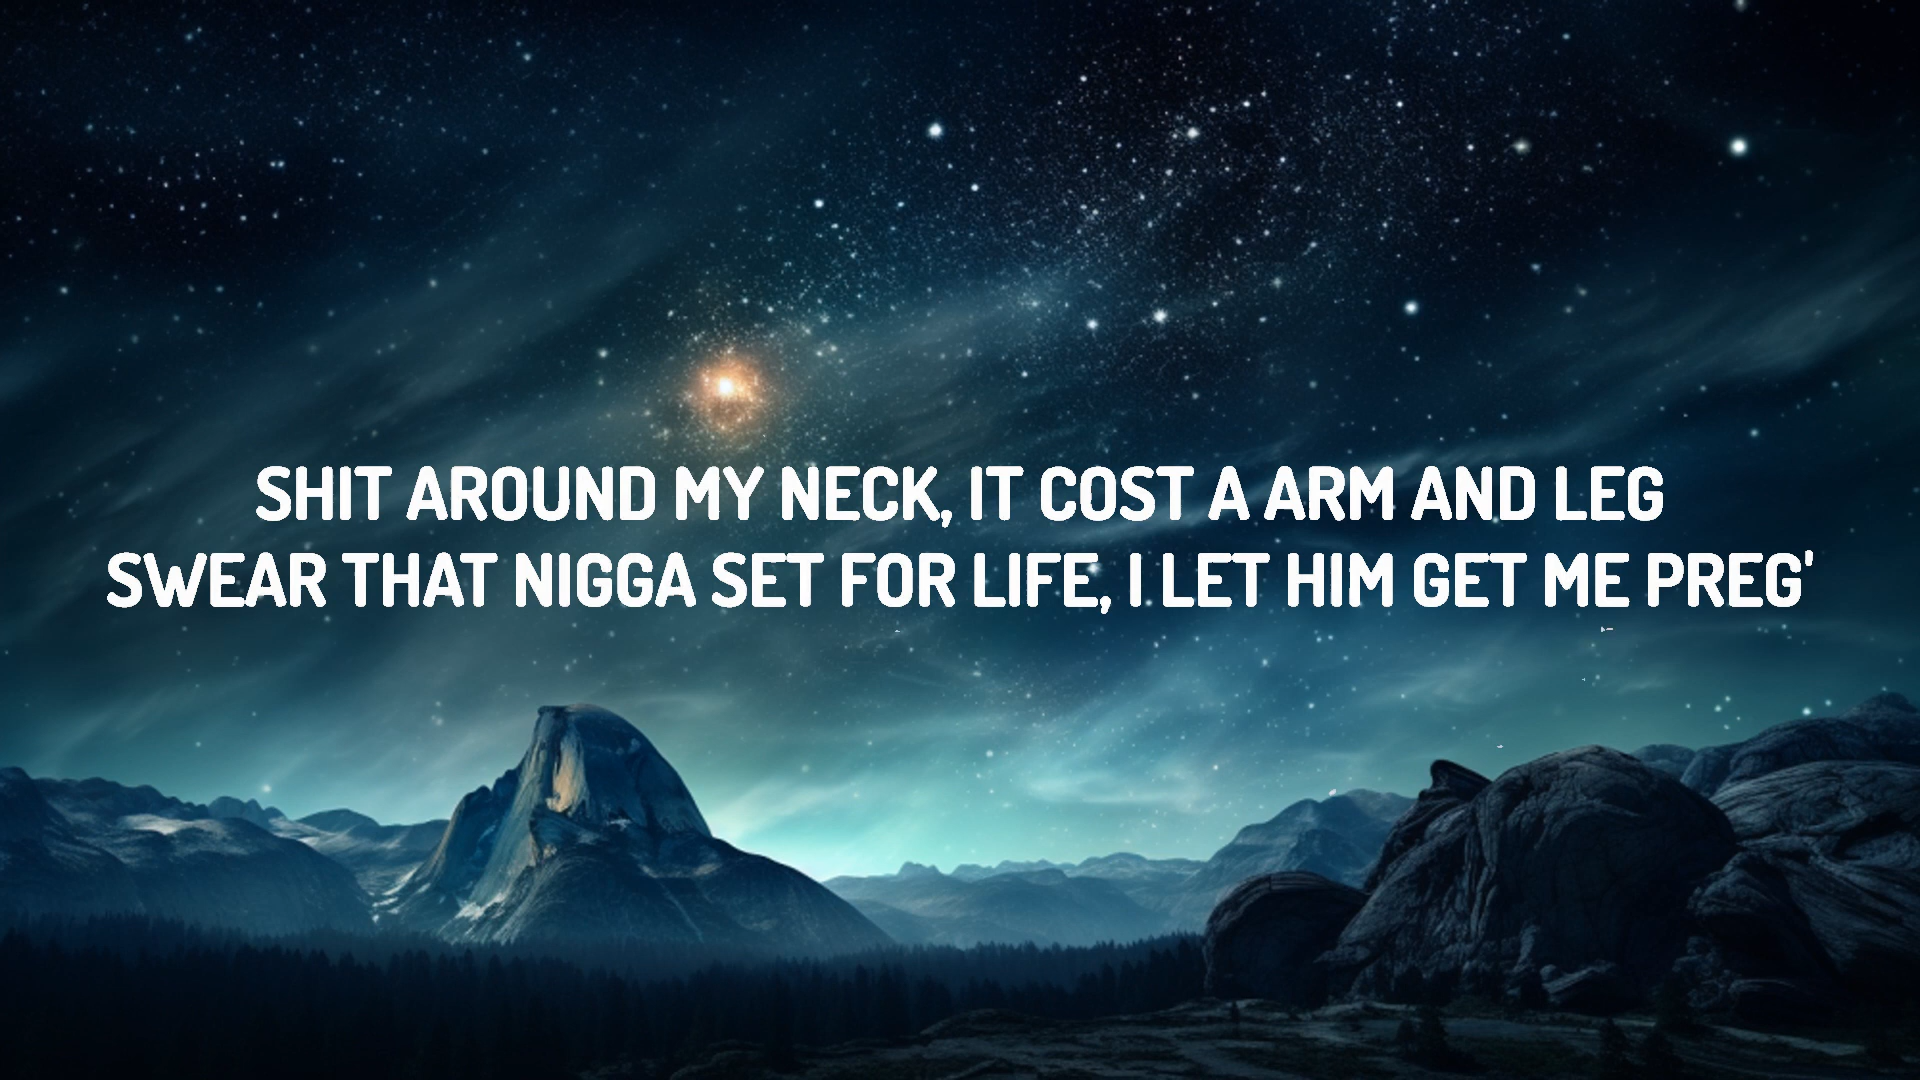 SHIT AROUND MY NECK, IT COST A ARM AND LEG
SWEAR THAT NIGGA SET FOR LIFE, I LET HIM GET ME PREG'